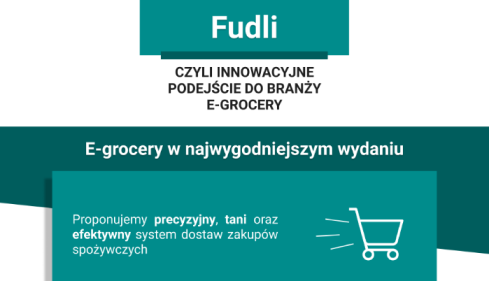 Fudli
CZYLI INNOWACYJNE
PODEJŚCIE DO BRANŻY
E-GROCERY
E-grocery w najwygodniejszym wydaniu
Proponujemy precyzyjny, tani oraz
efektywny system dostaw zakupów
spożywczych